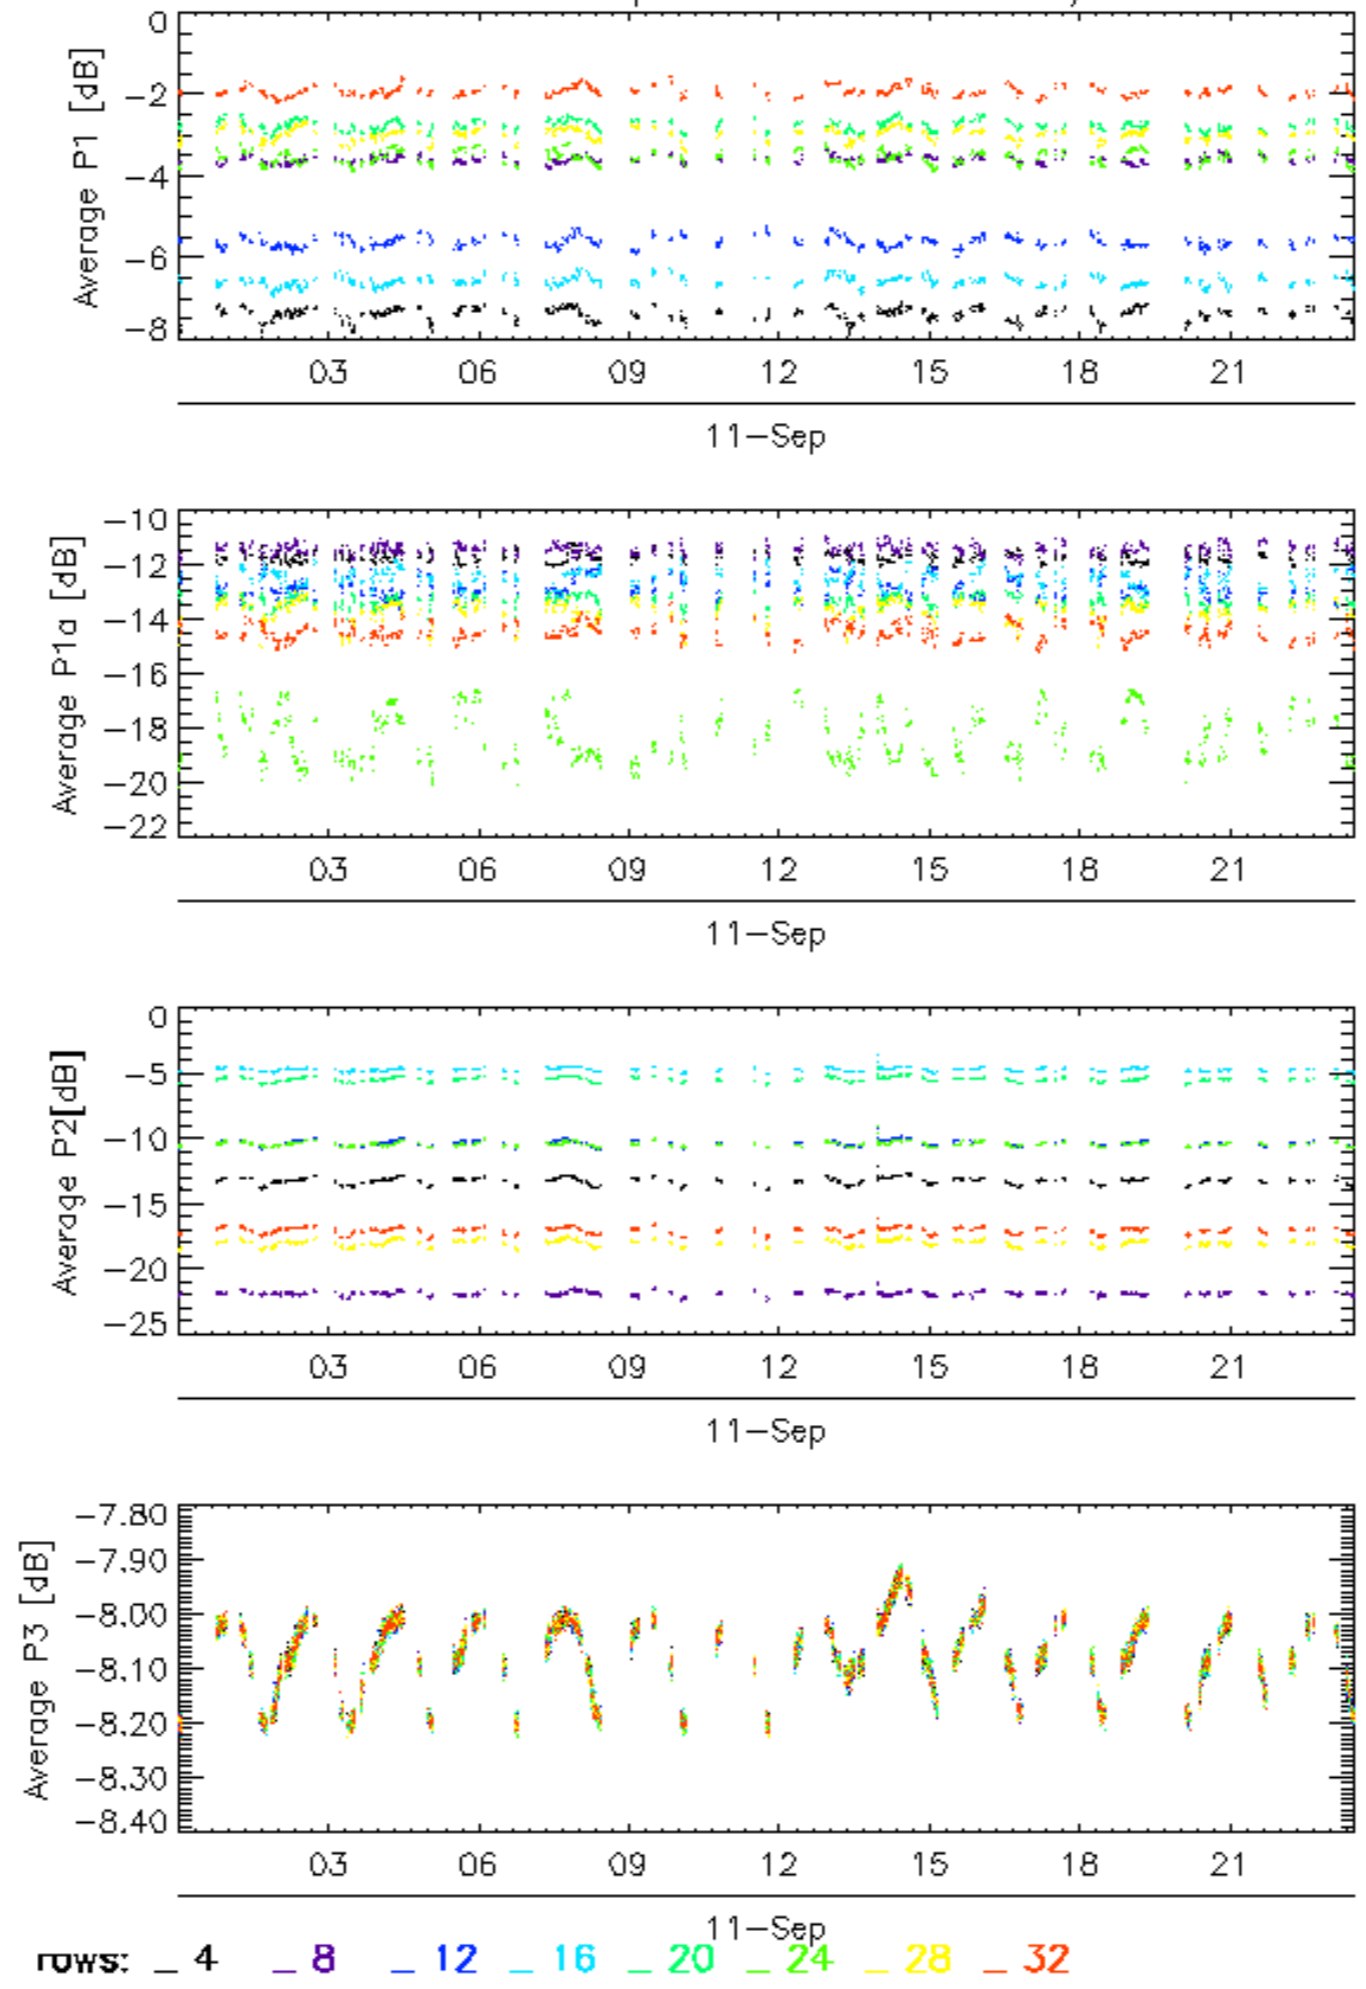 0
-2
-4
-6
-8
Average P1 [dB]
03 06 09 12 15 18 21
11-Sep
-10
-12
-14
-16
-18
-20
-22
Average P1a [dB]
03 06 09 12 15 18 21
11-Sep
0
-5
-10
-15
-20
-25
Average P2[dB]
03 06 09 12 15 18 21
11-Sep
-7.80
-7.90
-8.00
-8.10
-8.20
-8.30
-8.40
Average P3 [dB]
03 06 09 12 15 18 21
11-Sep
rows: _ 4 _ 8 _ 12 _ 16 _ 20 _ 24 _ 28 _ 32